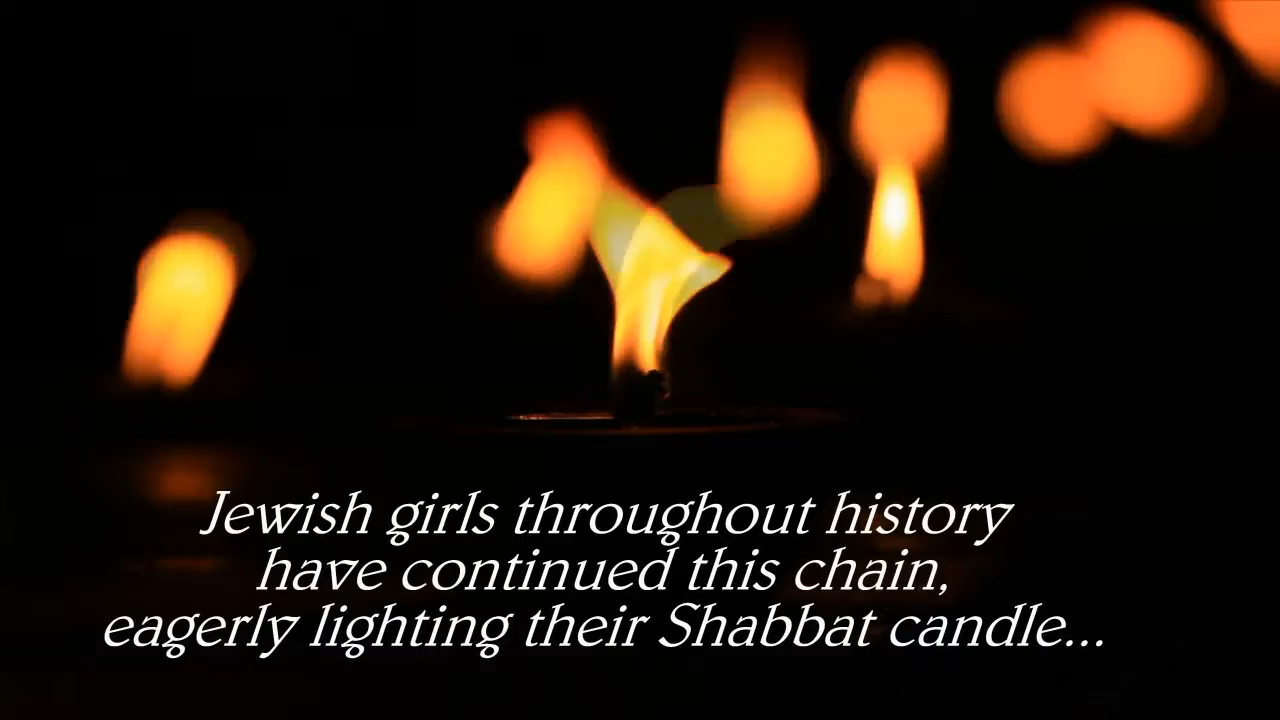 Jewish girls throughout history
have continued this chain,
eagerly lighting their Shabbat candle...